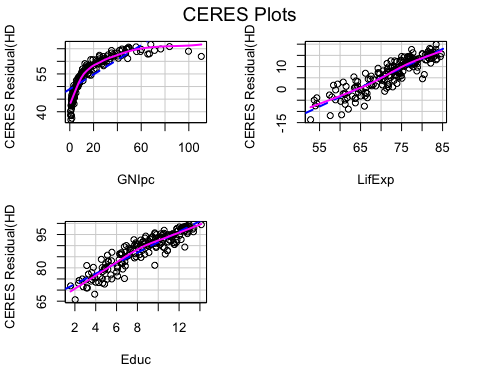 CERES Plots
CERES Residual(HD
40 55
0 20 60 100
GNIpc
CERES Residual(HD
-15 0 10
55 65 75 85
LifExp
CERES Residual(HD
65 80 95
2 4 6 8 12
Educ